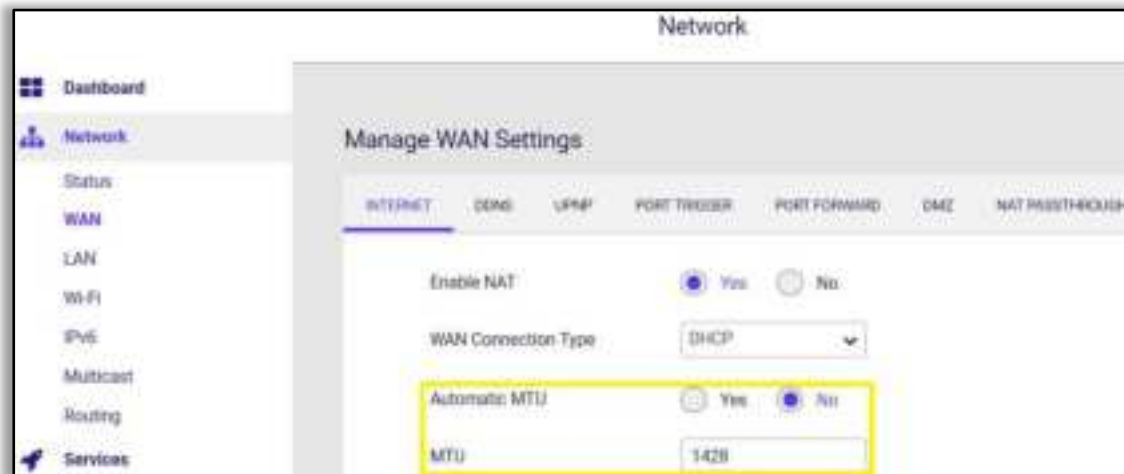 Network
Dashboard
Network
Status
WAN
LAN
Wi-Fi
IPv6
Multicast
Routing
Services
Manage WAN Settings
INTERNET DDNS UPNP PORT TRIGGER PORT FORWARD DMZ NAT PASSTHROUGH
Enable NAT Yes No
WAN Connection Type DHCP
Automatic MTU Yes No
MTU 1428